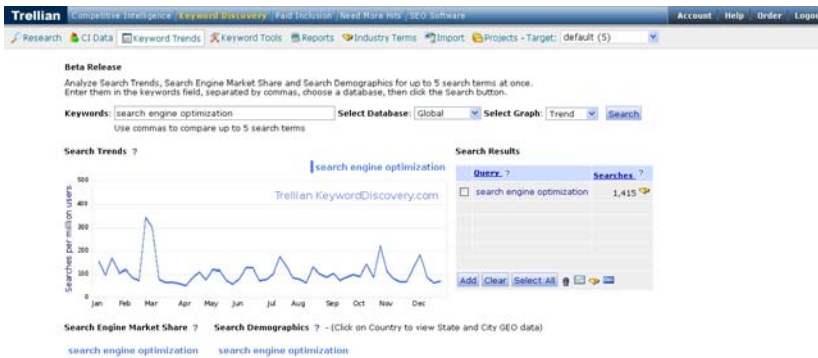 Trellian Competitive Intelligence Keyword Discovery Paid Inclusion Need More Hits SEO Software Account Help Order Logou
Research CI Data Keyword Trends Keyword Tools Reports Industry Terms Import Projects - Target: default (5)
Beta Release
Analyze Search Trends, Search Engine Market Share and Search Demographics for up to 5 search terms at once.
Enter them in the keywords field, separated by commas, choose a database, then click the Search button.
Keywords: search engine optimization Select Database: Global Select Graph: Trend Search
Use commas to compare up to 5 search terms
Search Trends ?
search engine optimization
Trellian KeywordDiscovery.com
Searches per million users
500
400
300
200
100
0
Jan Feb Mar Apr May Jun Jul Aug Sep Oct Nov Dec
Search Results
Query ? Searches ?
search engine optimization 1,415
Add Clear Select All
Search Engine Market Share ? Search Demographics ? - (Click on Country to view State and City GEO data)
search engine optimization search engine optimization